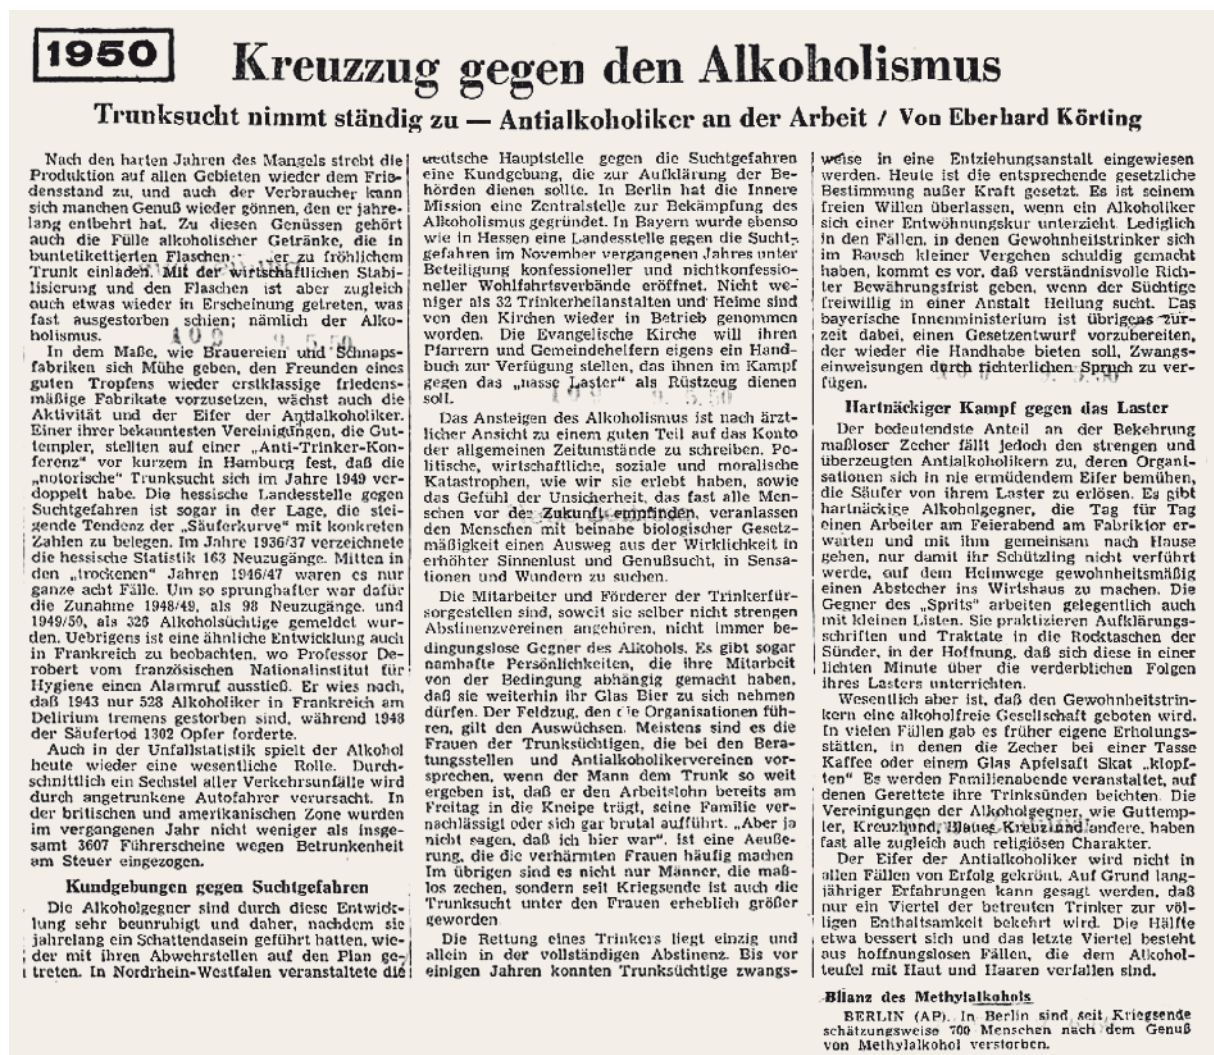 1950
Kreuzzug gegen den Alkoholismus
Trunksucht nimmt ständig zu — Antialkoholiker an der Arbeit / Von Eberhard Körting
Nach den harten Jahren des Mangels strebt die
Produktion auf allen Gebieten wieder dem Frie-
densstand zu, und auch der Verbraucher kann
sich manchen Genuß wieder gönnen, den er jahre-
lang entbehrt hat. Zu diesen Genüssen gehört
auch die Fülle alkoholischer Getränke, die in
buntetikettierten Flaschen zu fröhlichem
Trunk einladen. Mit der wirtschaftlichen Stabi-
lisierung und den Flaschen ist aber zugleich
auch etwas wieder in Erscheinung getreten, was
fast ausgestorben schien; nämlich der Alko-
holismus.
In dem Maße, wie Brauereien und Schnaps-
fabriken sich Mühe geben, den Freunden eines
guten Tropfens wieder erstklassige friedens-
mäßige Fabrikate vorzusetzen, wächst auch die
Aktivität und der Eifer der Antialkoholiker.
Einer ihrer bekanntesten Vereinigungen, die Gut-
templer, stellten auf einer „Anti-Trinker-Kon-
ferenz" vor kurzem in Hamburg fest, daß die
„notorische" Trunksucht sich im Jahre 1949 ver-
doppelt habe. Die hessische Landesstelle gegen
Suchtgefahren ist sogar in der Lage, die stei-
gende Tendenz der „Säuferkurve" mit konkreten
Zahlen zu belegen. Im Jahre 1936/37 verzeichnete
die hessische Statistik 163 Neuzugänge. Mitten in
den „trockenen" Jahren 1946/47 waren es nur
ganze acht Fälle. Um so sprunghafter war dafür
die Zunahme 1948/49, als 98 Neuzugänge, und
1949/50, als 326 Alkoholsüchtige gemeldet wur-
den. Uebrigens ist eine ähnliche Entwicklung auch
in Frankreich zu beobachten, wo Professor De-
robert vom französischen Nationalinstitut für
Hygiene einen Alarmruf ausstieß. Er wies nach,
daß 1943 nur 528 Alkoholiker in Frankreich am
Delirium tremens gestorben sind, während 1948
der Säufertod 1302 Opfer forderte.
Auch in der Unfallstatistik spielt der Alkohol
heute wieder eine wesentliche Rolle. Durch-
schnittlich ein Sechstel aller Verkehrsunfälle wird
durch angetrunkene Autofahrer verursacht. In
der britischen und amerikanischen Zone wurden
im vergangenen Jahr nicht weniger als insge-
samt 3607 Führerscheine wegen Betrunkenheit
am Steuer eingezogen.
Kundgebungen gegen Suchtgefahren
Die Alkoholgegner sind durch diese Entwick-
lung sehr beunruhigt und daher, nachdem sie
jahrelang ein Schattendasein geführt hatten, wie-
der mit ihren Abwehrstellen auf den Plan ge-
treten. In Nordrhein-Westfalen veranstaltete die
deutsche Hauptstelle gegen die Suchtgefahren
eine Kundgebung, die zur Aufklärung der Be-
hörden dienen sollte. In Berlin hat die Innere
Mission eine Zentralstelle zur Bekämpfung des
Alkoholismus gegründet. In Bayern wurde ebenso
wie in Hessen eine Landesstelle gegen die Sucht-
gefahren im November vergangenen Jahres unter
Beteiligung konfessioneller und nichtkonfessio-
neller Wohlfahrtsverbände eröffnet. Nicht we-
niger als 32 Trinkerheilanstalten und Heime sind
von den Kirchen wieder in Betrieb genommen
worden. Die Evangelische Kirche will ihren
Pfarrern und Gemeindehelfern eigens ein Hand-
buch zur Verfügung stellen, das ihnen im Kampf
gegen das „nasse Laster" als Rüstzeug dienen
soll.
Das Ansteigen des Alkoholismus ist nach ärzt-
licher Ansicht zu einem guten Teil auf das Konto
der allgemeinen Zeitumstände zu schreiben. Po-
litische, wirtschaftliche, soziale und moralische
Katastrophen, wie wir sie erlebt haben, sowie
das Gefühl der Unsicherheit, das fast alle Men-
schen vor der Zukunft empfinden, veranlassen
den Menschen mit beinahe biologischer Gesetz-
mäßigkeit einen Ausweg aus der Wirklichkeit in
erhöhter Sinnenlust und Genußsucht, in Sensa-
tionen und Wundern zu suchen.
Die Mitarbeiter und Förderer der Trinkerfür-
sorgestellen sind, soweit sie selber nicht strengen
Abstinenzvereinen angehören, nicht immer be-
dingungslose Gegner des Alkohols. Es gibt sogar
namhafte Persönlichkeiten, die ihre Mitarbeit
von der Bedingung abhängig gemacht haben,
daß sie weiterhin ihr Glas Bier zu sich nehmen
dürfen. Der Feldzug, den die Organisationen füh-
ren, gilt den Auswüchsen. Meistens sind es die
Frauen der Trunksüchtigen, die bei den Bera-
tungsstellen und Antialkoholikervereinen vor-
sprechen, wenn der Mann dem Trunk so weit
ergeben ist, daß er den Arbeitslohn bereits am
Freitag in die Kneipe trägt, seine Familie ver-
nachlässigt oder sich gar brutal aufführt. „Aber ja
nicht sagen, daß ich hier war", ist eine Aeuße-
rung, die die verhärmten Frauen häufig machen
Im übrigen sind es nicht nur Männer, die maß-
los zechen, sondern seit Kriegsende ist auch die
Trunksucht unter den Frauen erheblich größer
geworden
Die Rettung eines Trinkers liegt einzig und
allein in der vollständigen Abstinenz. Bis vor
einigen Jahren konnten Trunksüchtige zwangs-
weise in eine Entziehungsanstalt eingewiesen
werden. Heute ist die entsprechende gesetzliche
Bestimmung außer Kraft gesetzt. Es ist seinem
freien Willen überlassen, wenn ein Alkoholiker
sich einer Entwöhnungskur unterzieht. Lediglich
in den Fällen, in denen Gewohnheitstrinker sich
im Rausch kleiner Vergehen schuldig gemacht
haben, kommt es vor, daß verständnisvolle Rich-
ter Bewährungsfrist geben, wenn der Süchtige
freiwillig in einer Anstalt Heilung sucht. Das
bayerische Innenministerium ist übrigens zur-
zeit dabei, einen Gesetzentwurf vorzubereiten,
der wieder die Handhabe bieten soll, Zwangs-
einweisungen durch richterlichen Spruch zu ver-
fügen.
Hartnäckiger Kampf gegen das Laster
Der bedeutendste Anteil an der Bekehrung
maßloser Zecher fällt jedoch den strengen und
überzeugten Antialkoholikern zu, deren Organi-
sationen sich in nie ermüdendem Eifer bemühen,
die Säufer von ihrem Laster zu erlösen. Es gibt
hartnäckige Alkoholgegner, die Tag für Tag
einen Arbeiter am Feierabend am Fabriktor er-
warten und mit ihm gemeinsam nach Hause
gehen, nur damit ihr Schützling nicht verführt
werde, auf dem Heimwege gewohnheitsmäßig
einen Abstecher ins Wirtshaus zu machen. Die
Gegner des „Sprits" arbeiten gelegentlich auch
mit kleinen Listen. Sie praktizieren Aufklärungs-
schriften und Traktate in die Rocktaschen der
Sünder, in der Hoffnung, daß sich diese in einer
lichten Minute über die verderblichen Folgen
ihres Lasters unterrichten.
Wesentlich aber ist, daß den Gewohnheitstrin-
kern eine alkoholfreie Gesellschaft geboten wird.
In vielen Fällen gab es früher eigene Erholungs-
stätten, in denen die Zecher bei einer Tasse
Kaffee oder einem Glas Apfelsaft Skat „klopf-
ten" Es werden Familienabende veranstaltet, auf
denen Gerettete ihre Trinksünden beichten. Die
Vereinigungen der Alkoholgegner, wie Guttemp-
ler, Kreuzbund, Blaues Kreuz und andere, haben
fast alle zugleich auch religiösen Charakter.
Der Eifer der Antialkoholiker wird nicht in
allen Fällen von Erfolg gekrönt. Auf Grund lang-
jähriger Erfahrungen kann gesagt werden, daß
nur ein Viertel der betreuten Trinker zur völ-
ligen Enthaltsamkeit bekehrt wird. Die Hälfte
etwa bessert sich und das letzte Viertel besteht
aus hoffnungslosen Fällen, die dem Alkohol-
teufel mit Haut und Haaren verfallen sind.
Bilanz des Methylalkohols
BERLIN (AP). In Berlin sind seit Kriegsende
schätzungsweise 700 Menschen nach dem Genuß
von Methylalkohol verstorben.